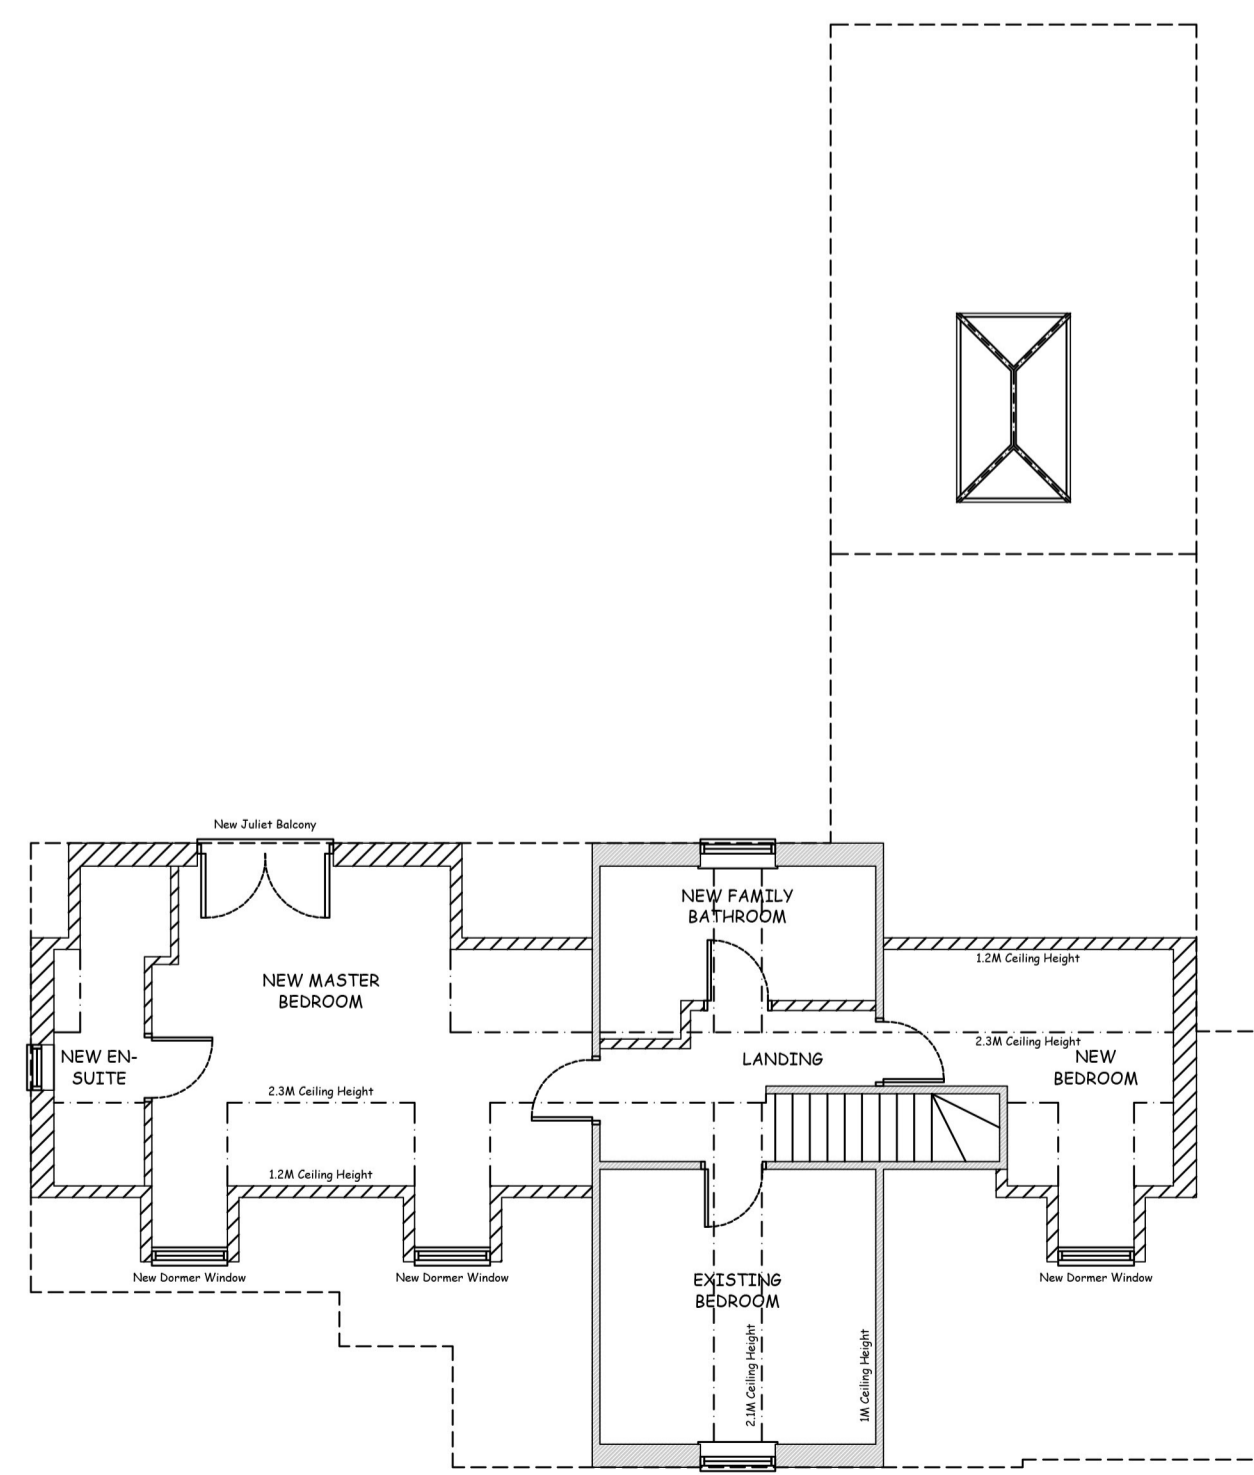 New Juliet Balcony
NEW FAMILY
BATHROOM
1.2M Ceiling Height
NEW MASTER
BEDROOM
2.3M Ceiling Height
NEW EN-
SUITE
LANDING
NEW
BEDROOM
2.3M Ceiling Height
1.2M Ceiling Height
New Dormer Window
New Dormer Window
EXISTING
BEDROOM
New Dormer Window
2.1M Ceiling Height
1M Ceiling Height